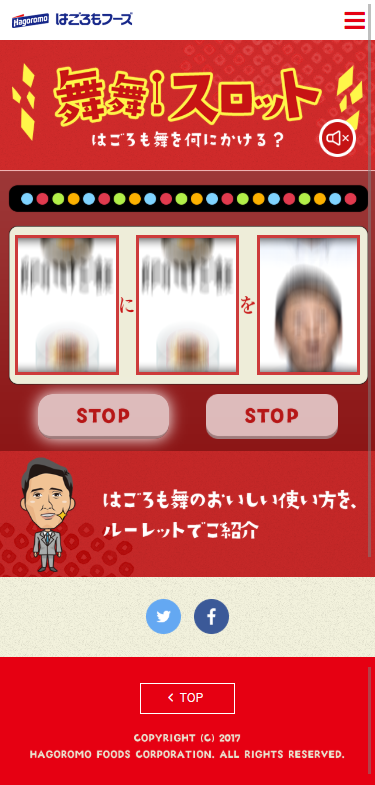 Hagoromo はごろもフーズ
舞舞!スロット
はごろも舞を何にかける?
に を
STOP STOP
はごろも舞のおいしい使い方を、
ルーレットでご紹介
TOP
COPYRIGHT (C) 2017
HAGOROMO FOODS CORPORATION. ALL RIGHTS RESERVED.